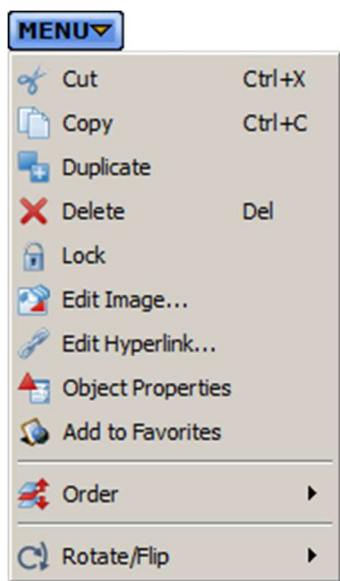 MENU
Cut Ctrl+X
Copy Ctrl+C
Duplicate
Delete Del
Lock
Edit Image...
Edit Hyperlink...
Object Properties
Add to Favorites
Order
Rotate/Flip